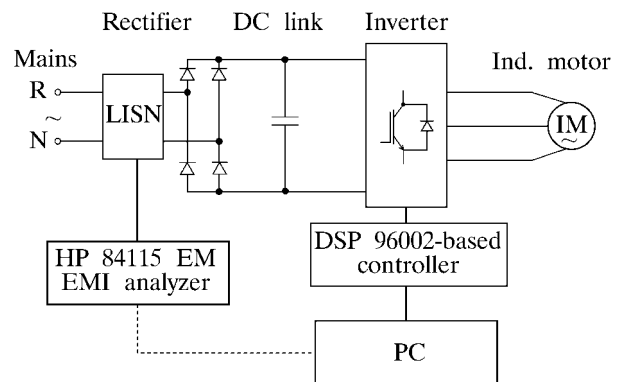 Rectifier DC link Inverter
Mains
Ind. motor
R
LISN
~
N
IM
~
HP 84115 EM
EMI analyzer
DSP 96002-based
controller
PC